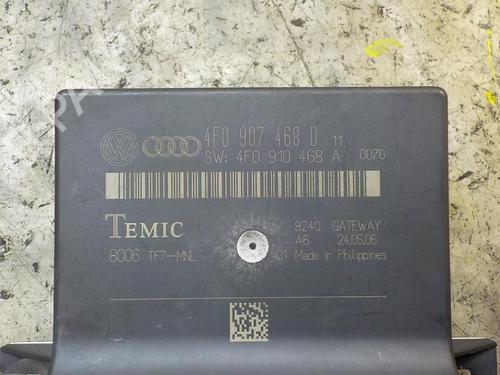 4F0 907 468 D 11
SW: 4F0 910 468 A 0070
TEMIC
8240 GATEWAY
A6 24.05.06
8006 TF7-MNL
01 Made in Philippines